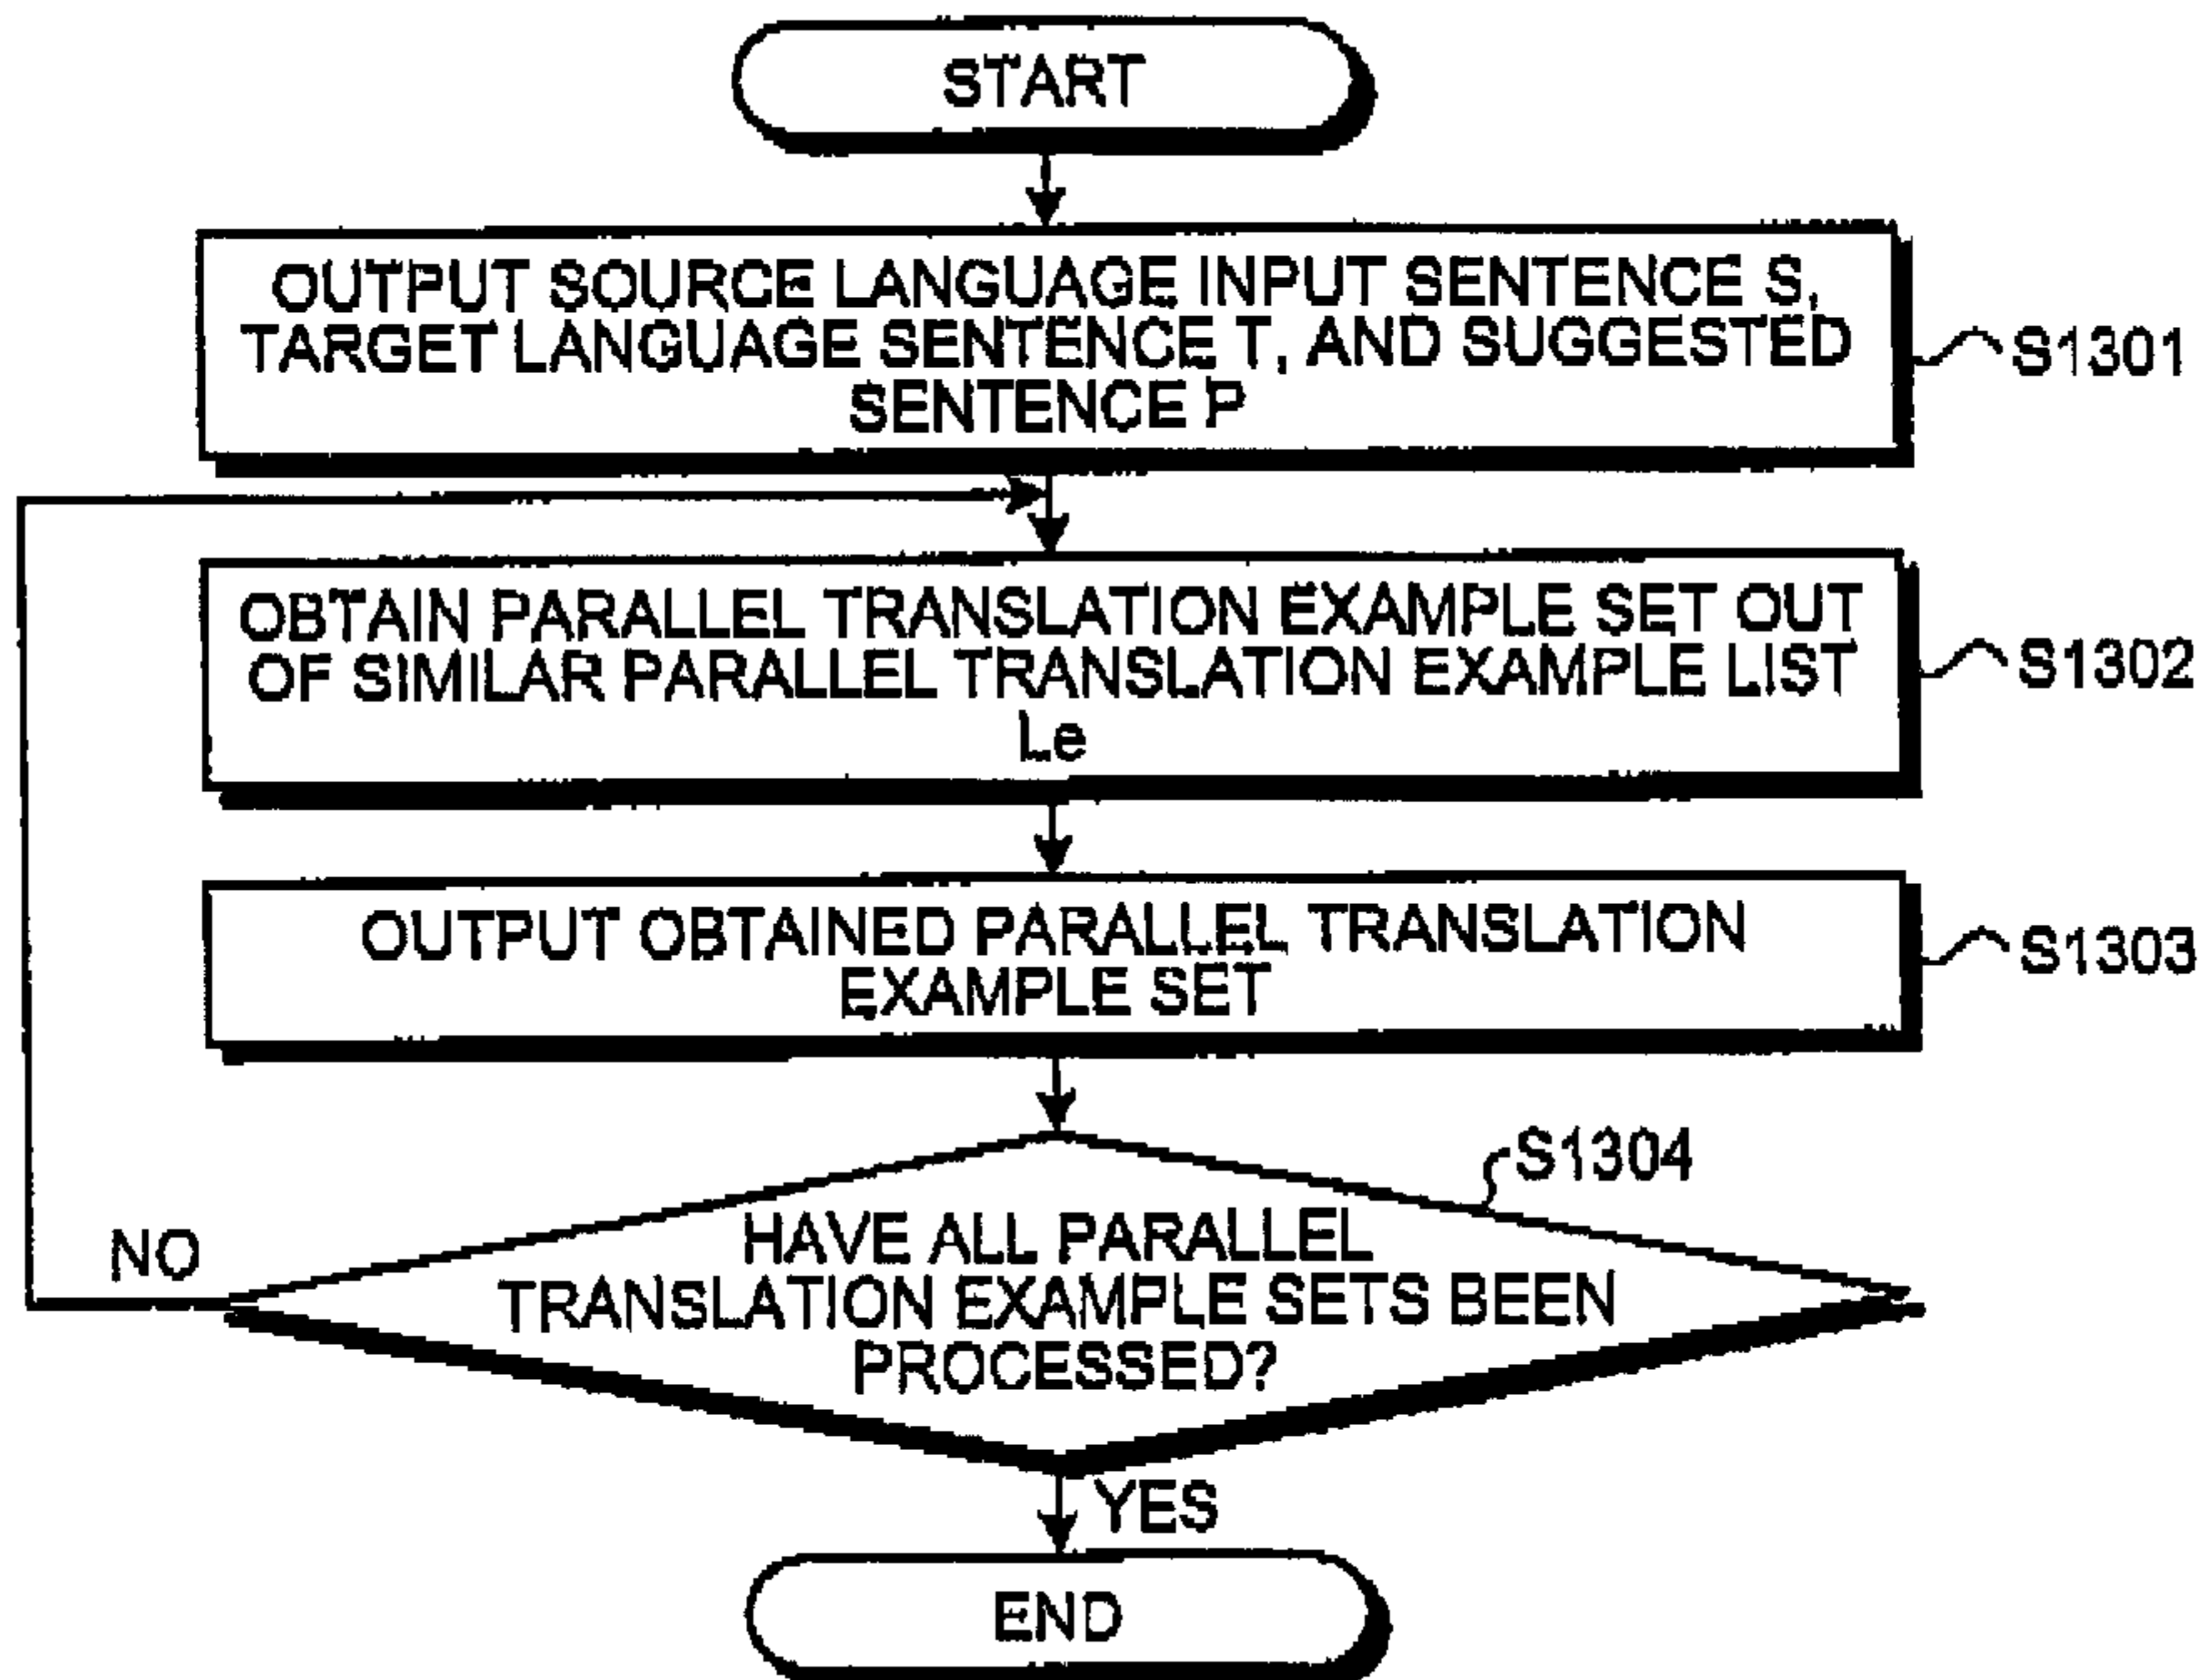 START
OUTPUT SOURCE LANGUAGE INPUT SENTENCE S,
TARGET LANGUAGE SENTENCE T, AND SUGGESTED
SENTENCE P
S1301
OBTAIN PARALLEL TRANSLATION EXAMPLE SET OUT
OF SIMILAR PARALLEL TRANSLATION EXAMPLE LIST
Le
S1302
OUTPUT OBTAINED PARALLEL TRANSLATION
EXAMPLE SET
S1303
S1304
HAVE ALL PARALLEL
TRANSLATION EXAMPLE SETS BEEN
PROCESSED?
NO
YES
END